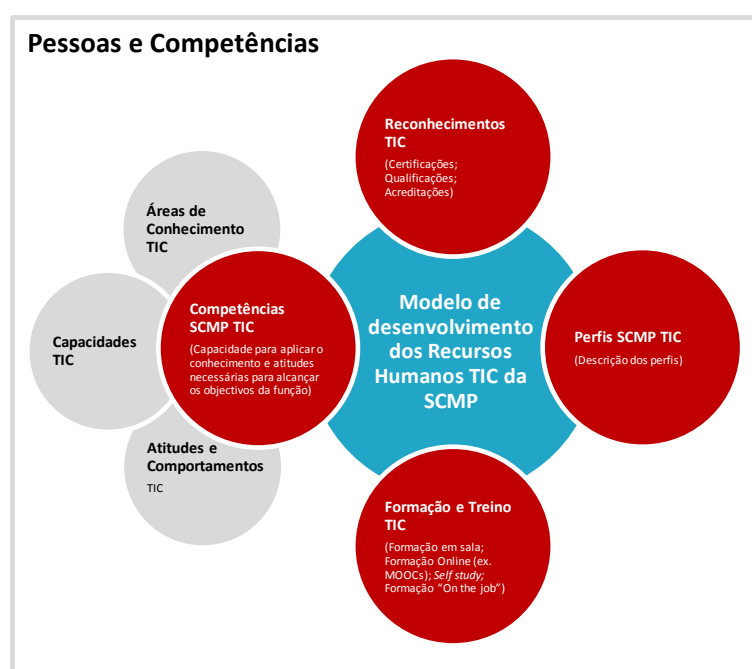 Pessoas e Competências
Reconhecimentos
TIC
(Certificações;
Qualificações;
Acreditações)
Áreas de
Conhecimento
TIC
Competências
SCMP TIC
(Capacidade para aplicar o
conhecimento e atitudes
necessárias para alcançar
os objectivos da função)
Capacidades
TIC
Modelo de
desenvolvimento
dos Recursos
Humanos TIC da
SCMP
Perfis SCMP TIC
(Descrição dos perfis)
Atitudes e
Comportamentos
TIC
Formação e Treino
TIC
(Formação em sala;
Formação Online (ex.
MOOCs); Self study;
Formação “On the job”)